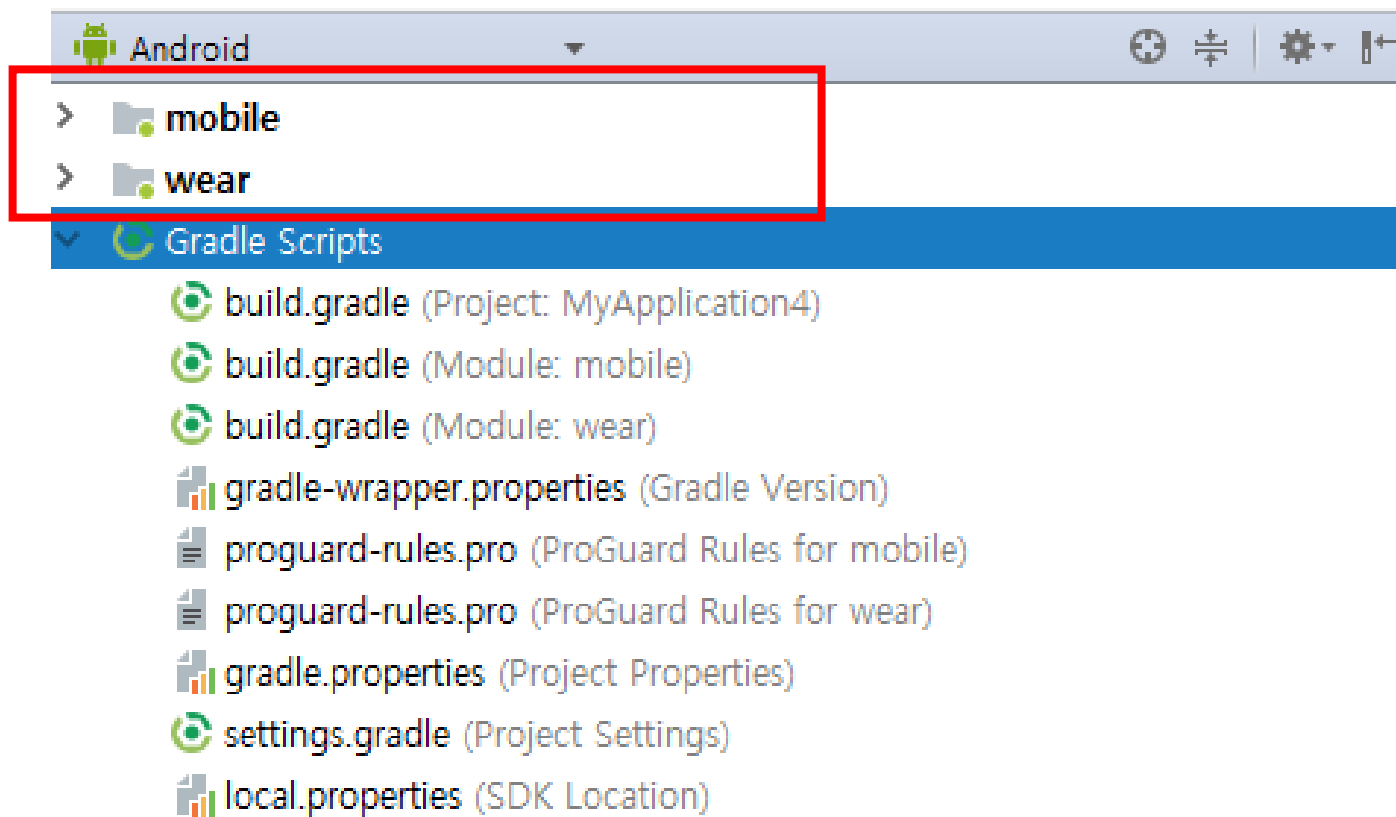 Android
mobile
wear
Gradle Scripts
build.gradle (Project: MyApplication4)
build.gradle (Module: mobile)
build.gradle (Module: wear)
gradle-wrapper.properties (Gradle Version)
proguard-rules.pro (ProGuard Rules for mobile)
proguard-rules.pro (ProGuard Rules for wear)
gradle.properties (Project Properties)
settings.gradle (Project Settings)
local.properties (SDK Location)